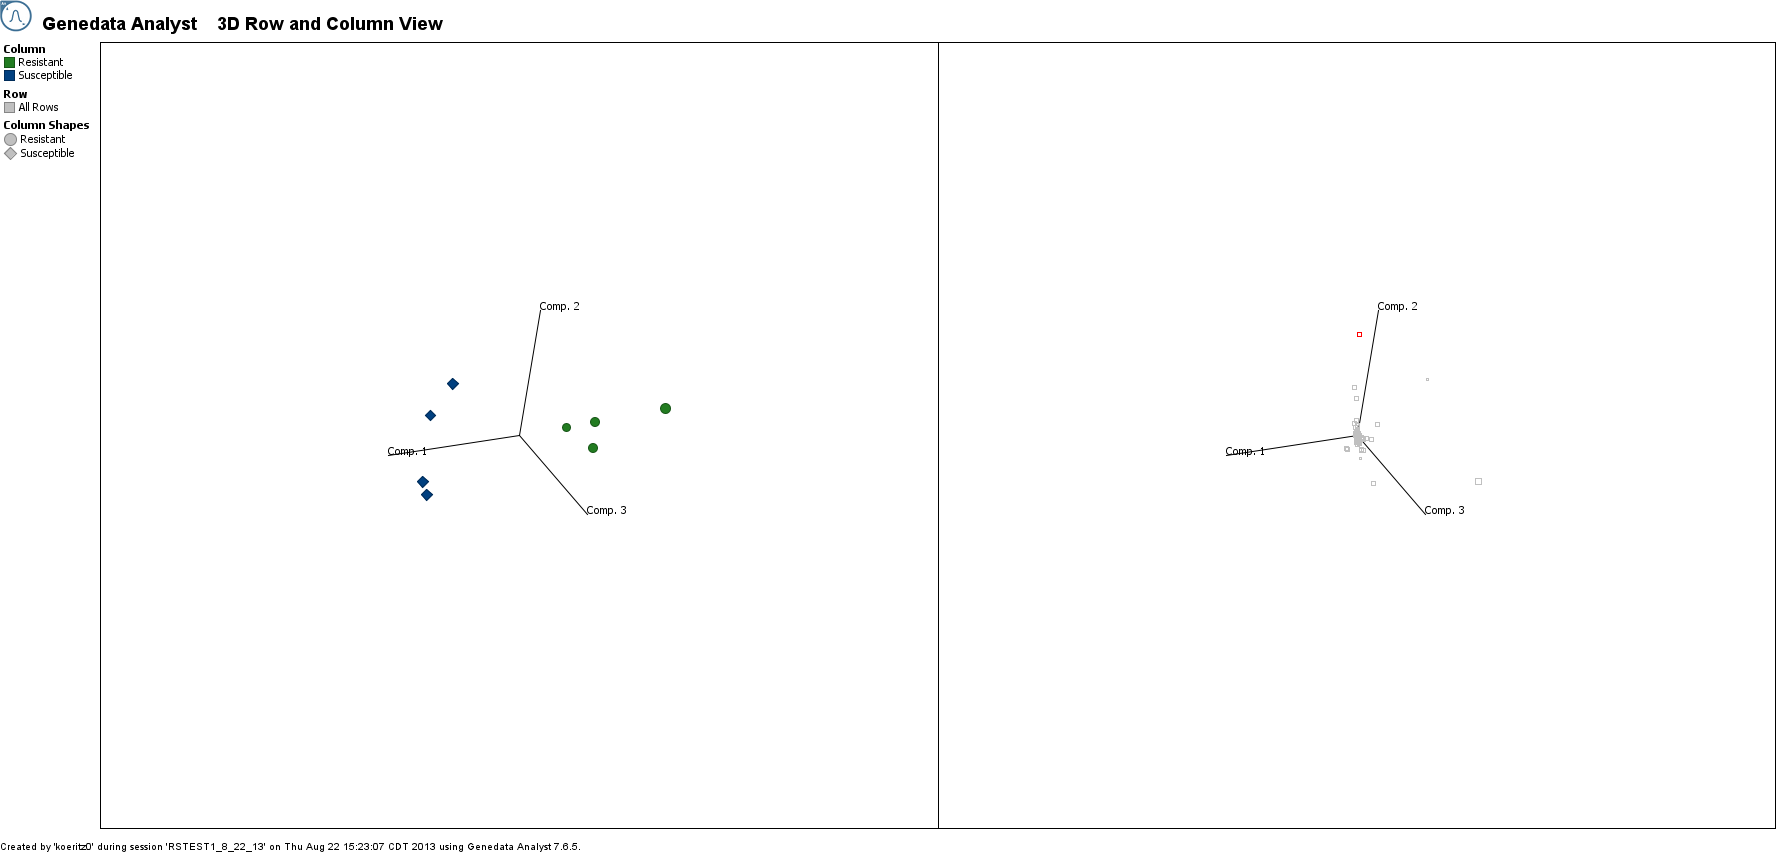 Genedata Analyst 3D Row and Column View
Column
Resistant
Susceptible
Row
All Rows
Column Shapes
Resistant
Susceptible
Comp. 2
Comp. 1
Comp. 3
Comp. 2
Comp. 1
Comp. 3
Created by 'koeritz0' during session 'RSTEST1_8_22_13' on Thu Aug 22 15:23:07 CDT 2013 using Genedata Analyst 7.6.5.